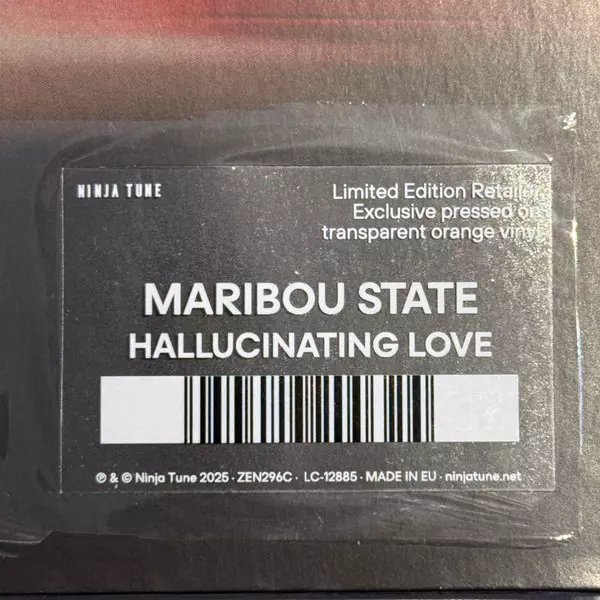 NINJA TUNE
Limited Edition Retailer
Exclusive pressed on
transparent orange vinyl
MARIBOU STATE
HALLUCINATING LOVE
℗ & © Ninja Tune 2025 · ZEN296C · LC-12885 · MADE IN EU · ninjatune.net